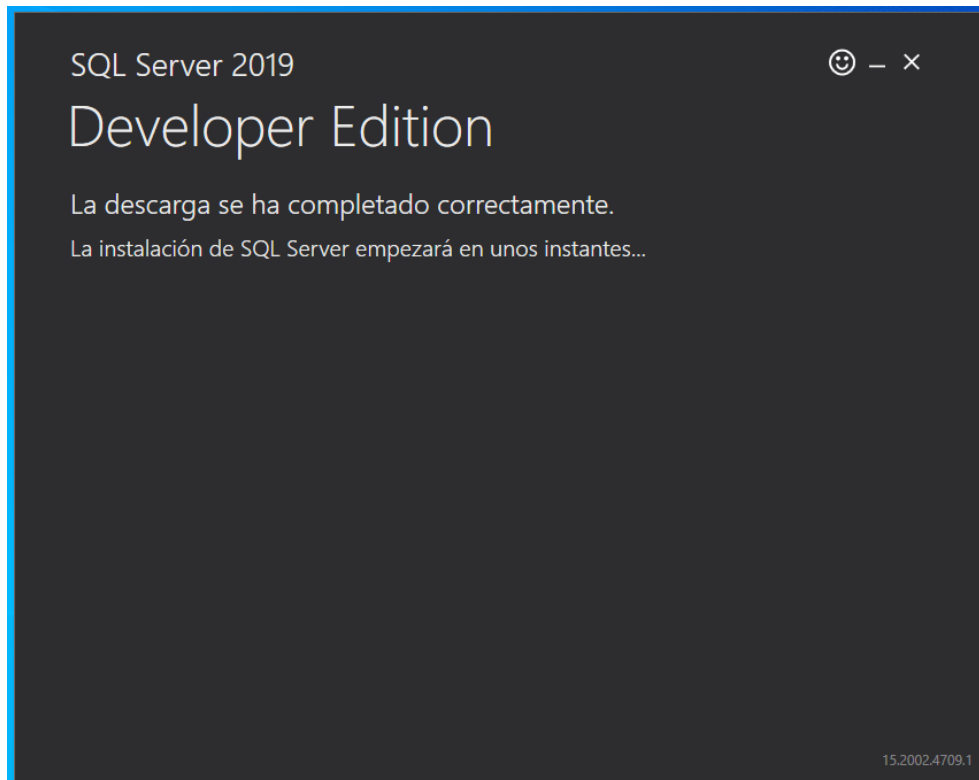 SQL Server 2019
Developer Edition
La descarga se ha completado correctamente.
La instalación de SQL Server empezará en unos instantes...
15.2002.4709.1